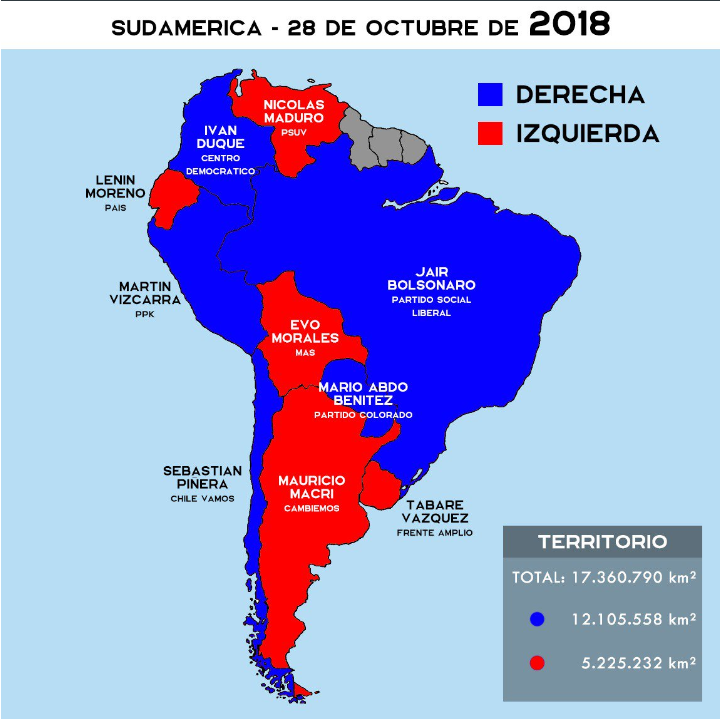 SUDAMERICA - 28 DE OCTUBRE DE 2018
DERECHA
IZQUIERDA
NICOLAS
MADURO
PSUV
IVAN
DUQUE
CENTRO
DEMOCRATICO
LENIN
MORENO
PAIS
MARTIN
VIZCARRA
PPK
JAIR
BOLSONARO
PARTIDO SOCIAL
LIBERAL
EVO
MORALES
MAS
MARIO ABDO
BENITEZ
PARTIDO COLORADO
SEBASTIAN
PIÑERA
CHILE VAMOS
MAURICIO
MACRI
CAMBIEMOS
TABARE
VAZQUEZ
FRENTE AMPLIO
TERRITORIO
TOTAL: 17.360.790 km²
12.105.558 km²
5.225.232 km²